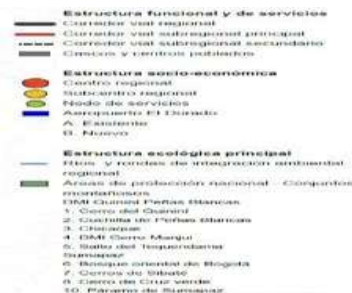 Estructura funcional y de servicios
Corredor vial regional
Corredor vial subregional principal
Corredor vial subregional secundario
Cascos y centros poblados
Estructura socio-económica
Centro regional
Subcentro regional
Nodo de servicios
Aeropuerto El Dorado
A. Existente
B. Nuevo
Estructura ecológica principal
Ríos y rondas de integración ambiental
regional
Áreas de protección nacional - Conjuntos
montañosos
DMI Quinini Peñas Blancas
1. Cerro del Quinini
2. Cuchilla de Peñas Blancas
3. Chicaque
4. DMI Cerro Manjui
5. Salto del Tequendama
Sumapaz
6. Bosque oriental de Bogotá
7. Cerros de Sibaté
8. Cerro de Cruz verde
10. Páramo de Sumapaz